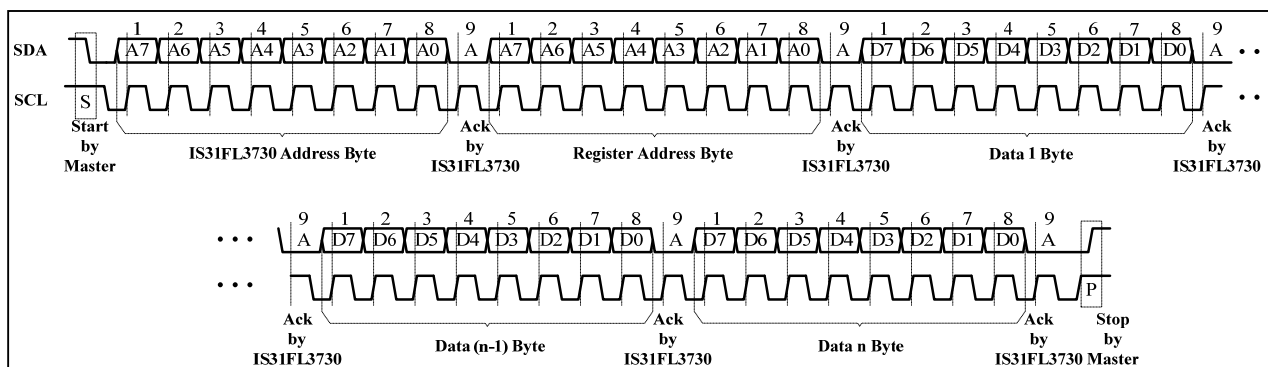 1 2 3 4 5 6 7 8 9 1 2 3 4 5 6 7 8 9 1 2 3 4 5 6 7 8 9
SDA A7 A6 A5 A4 A3 A2 A1 A0 A A7 A6 A5 A4 A3 A2 A1 A0 A D7 D6 D5 D4 D3 D2 D1 D0 A
SCL S
Start by Master
IS31FL3730 Address Byte
Ack by IS31FL3730
Register Address Byte
Ack by IS31FL3730
Data 1 Byte
Ack by IS31FL3730
9 1 2 3 4 5 6 7 8 9 1 2 3 4 5 6 7 8 9
A D7 D6 D5 D4 D3 D2 D1 D0 A D7 D6 D5 D4 D3 D2 D1 D0 A
P
Ack by IS31FL3730
Data (n-1) Byte
Ack by IS31FL3730
Data n Byte
Ack by IS31FL3730
Stop by Master